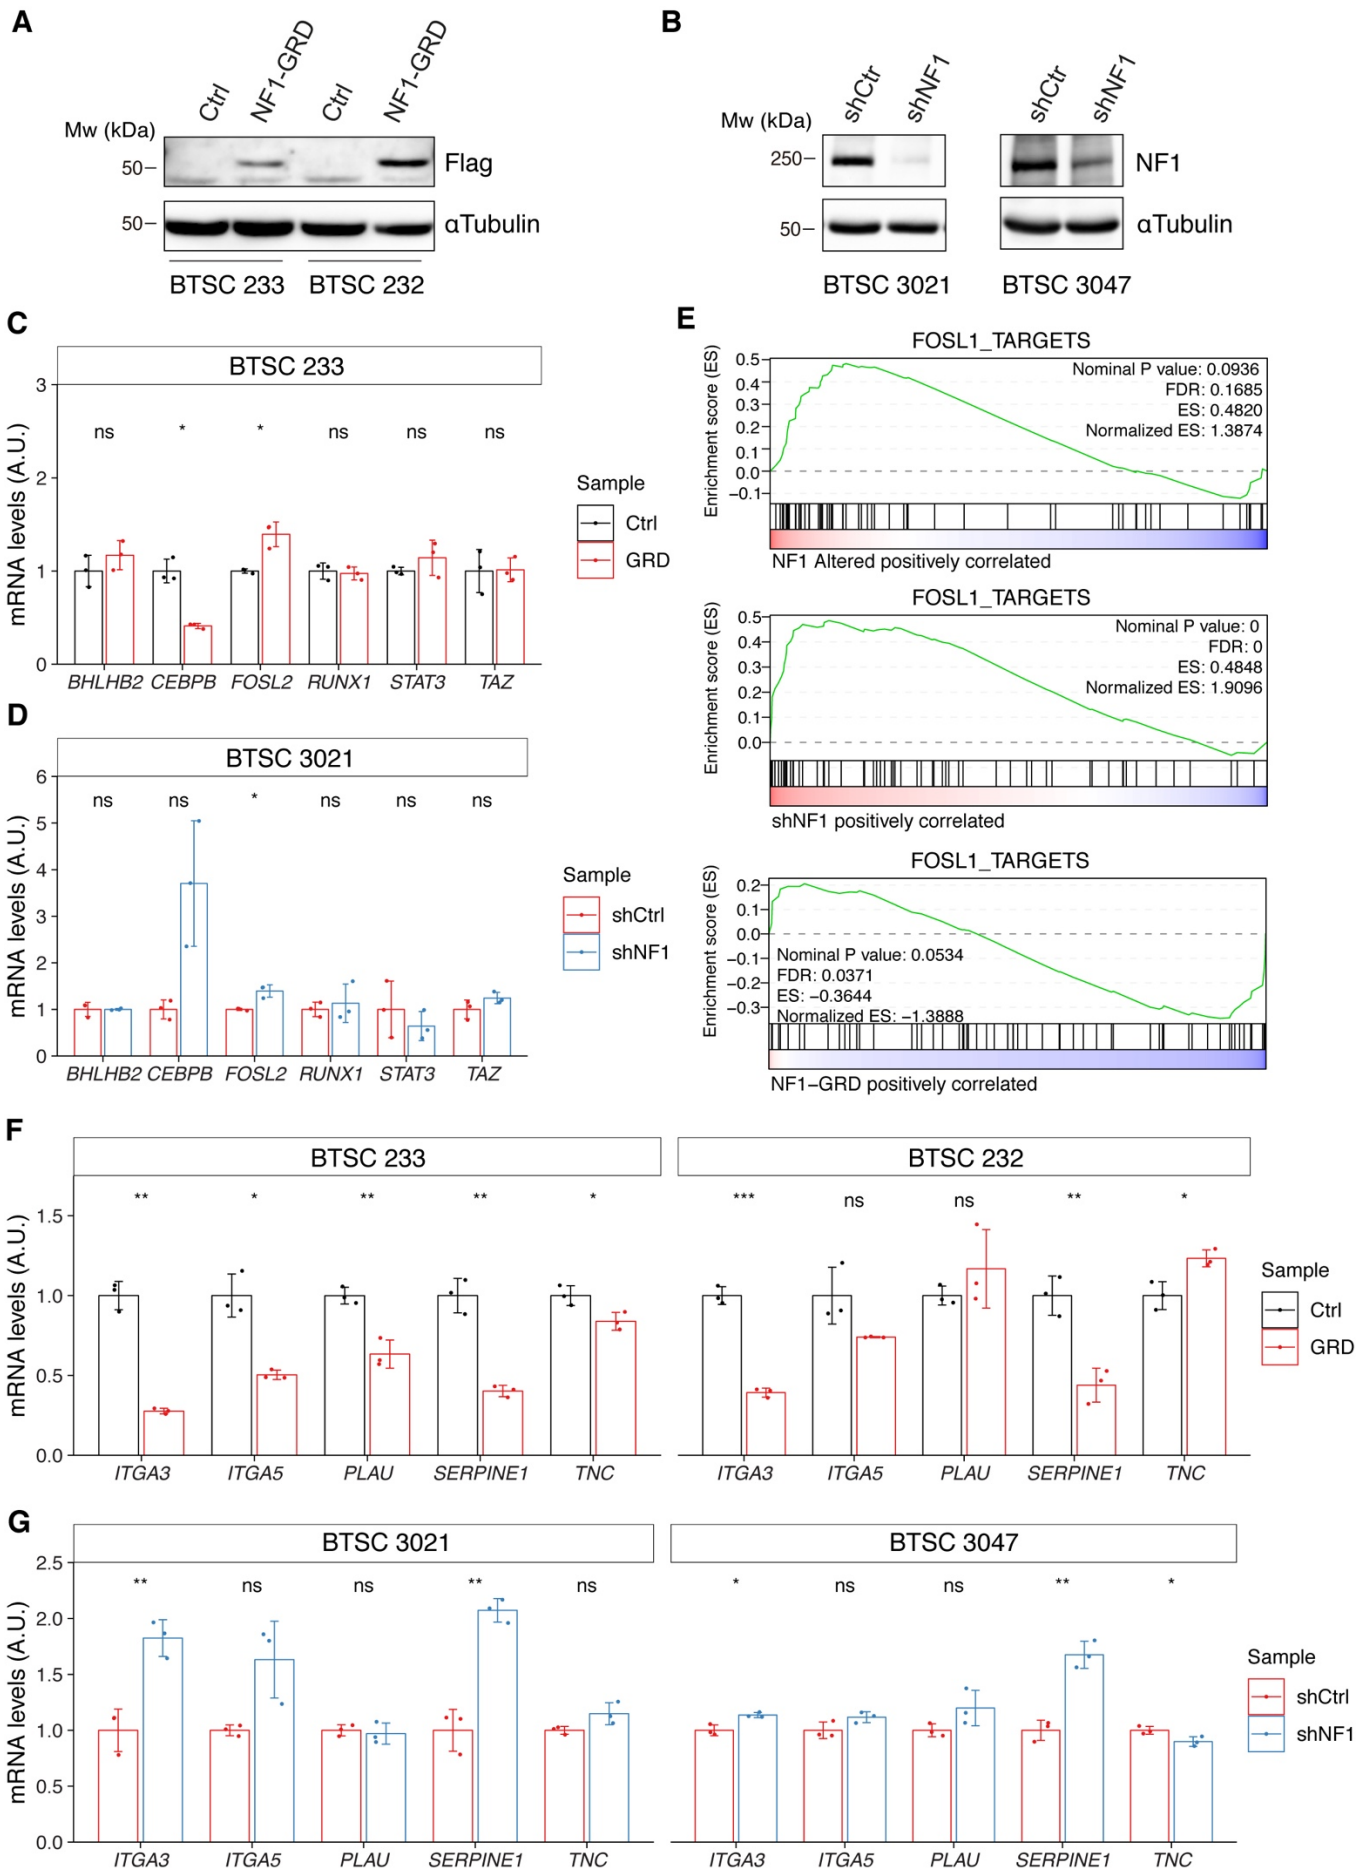 A
Ctrl
NF1-GRD
Ctrl
NF1-GRD
Mw (kDa)
50
Flag
50
αTubulin
BTSC 233
BTSC 232
B
shCtr
shNF1
shCtr
shNF1
Mw (kDa)
250
NF1
50
αTubulin
BTSC 3021
BTSC 3047
C
BTSC 233
mRNA levels (A.U.)
3
2
1
0
ns
*
*
ns
ns
ns
BHLHB2
CEBPB
FOSL2
RUNX1
STAT3
TAZ
Sample
Ctrl
GRD
D
BTSC 3021
mRNA levels (A.U.)
6
5
4
3
2
1
0
ns
ns
*
ns
ns
ns
BHLHB2
CEBPB
FOSL2
RUNX1
STAT3
TAZ
Sample
shCtrl
shNF1
E
FOSL1_TARGETS
Enrichment score (ES)
0.5
0.4
0.3
0.2
0.1
0.0
−0.1
Nominal P value: 0.0936
FDR: 0.1685
ES: 0.4820
Normalized ES: 1.3874
NF1 Altered positively correlated
FOSL1_TARGETS
Enrichment score (ES)
0.5
0.4
0.3
0.2
0.1
0.0
Nominal P value: 0
FDR: 0
ES: 0.4848
Normalized ES: 1.9096
shNF1 positively correlated
FOSL1_TARGETS
Enrichment score (ES)
0.2
0.1
0.0
−0.1
−0.2
−0.3
Nominal P value: 0.0534
FDR: 0.0371
ES: −0.3644
Normalized ES: −1.3888
NF1−GRD positively correlated
F
BTSC 233
BTSC 232
mRNA levels (A.U.)
1.5
1.0
0.5
0.0
**
*
**
**
*
***
ns
ns
**
*
ITGA3
ITGA5
PLAU
SERPINE1
TNC
ITGA3
ITGA5
PLAU
SERPINE1
TNC
Sample
Ctrl
GRD
G
BTSC 3021
BTSC 3047
mRNA levels (A.U.)
2.5
2.0
1.5
1.0
0.5
0.0
**
ns
ns
**
ns
*
ns
ns
**
*
ITGA3
ITGA5
PLAU
SERPINE1
TNC
ITGA3
ITGA5
PLAU
SERPINE1
TNC
Sample
shCtrl
shNF1